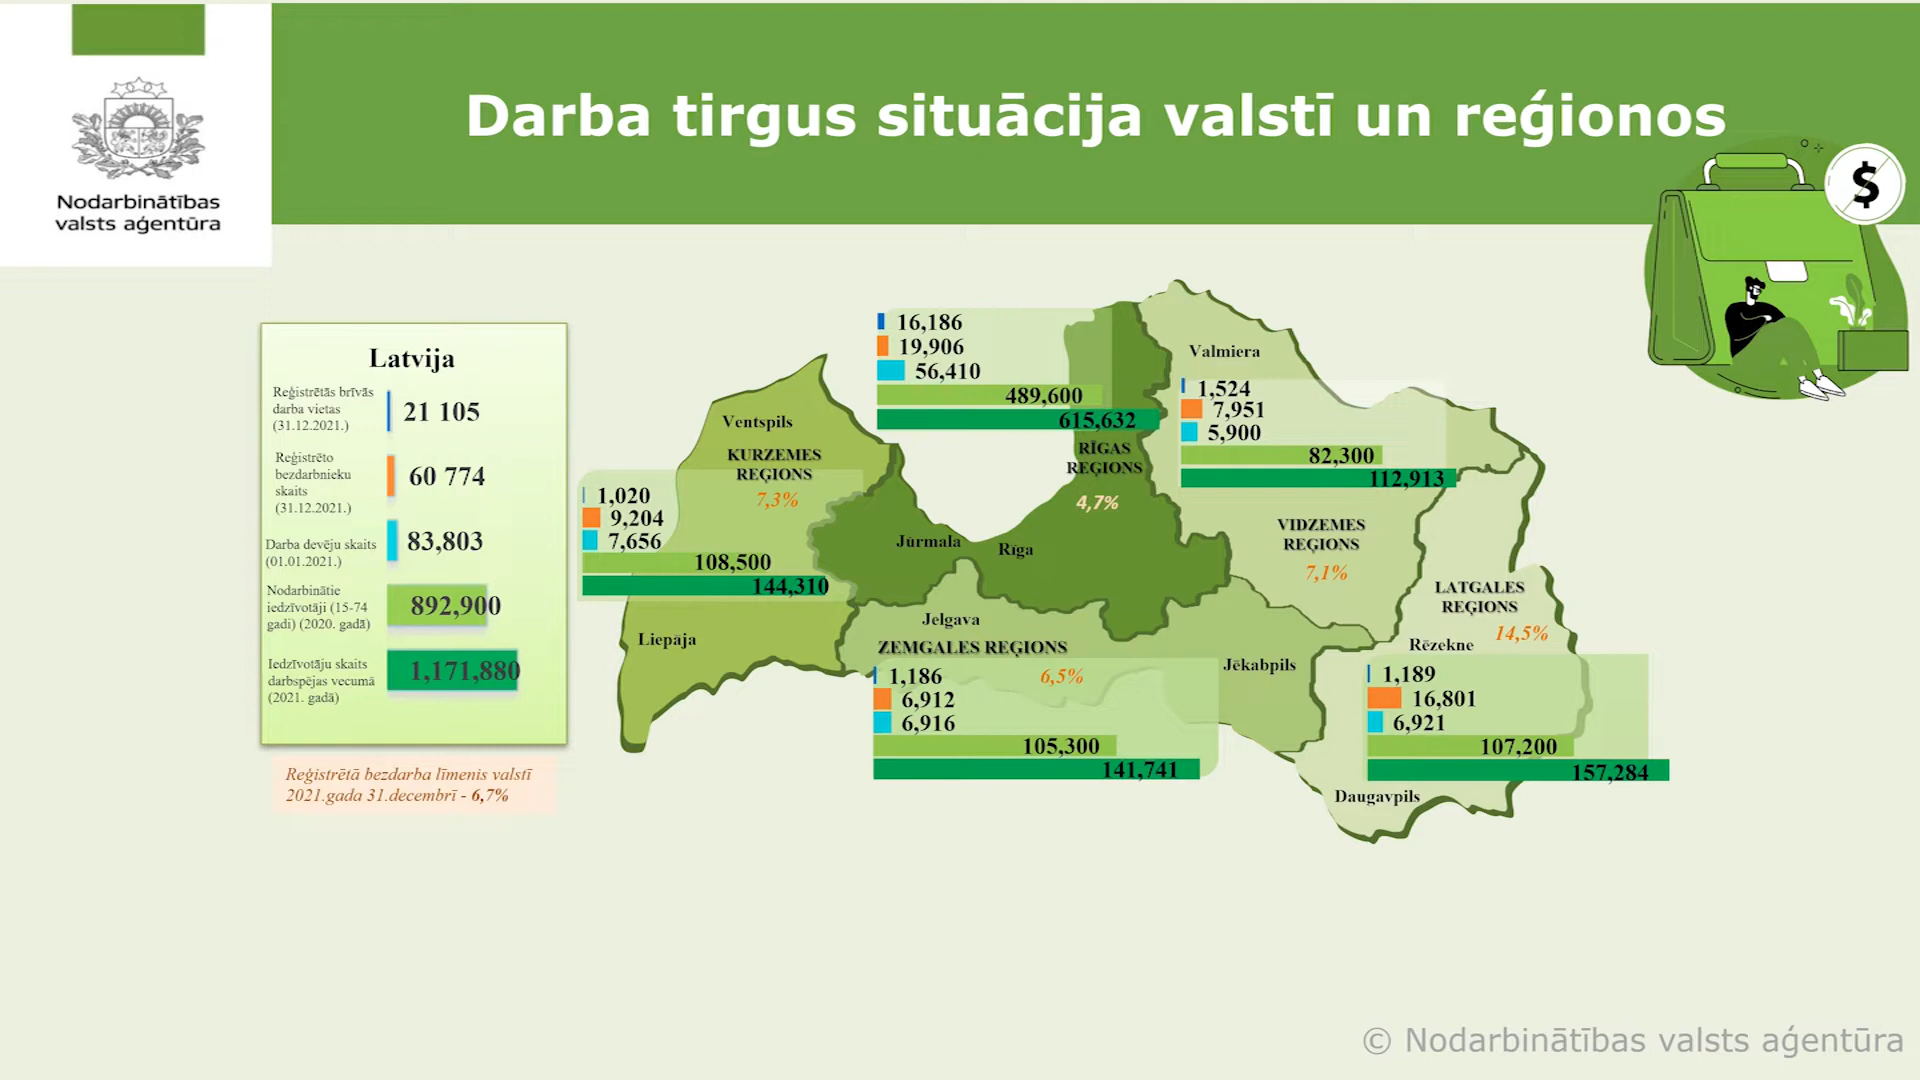 Nodarbinātības
valsts aģentūra
Darba tirgus situācija valstī un reģionos
$
Latvija
Reģistrētās brīvās
darba vietas
(31.12.2021.)
21 105
Reģistrēto
bezdarbnieku
skaits
(31.12.2021.)
60 774
Darba devēju skaits
(01.01.2021.)
83,803
Nodarbinātie
iedzīvotāji (15-74
gadi) (2020. gadā)
892,900
Iedzīvotāju skaits
darbspējas vecumā
(2021. gadā)
1,171,880
Reģistrētā bezdarba līmenis valstī
2021.gada 31.decembrī - 6,7%
Ventspils
KURZEMES
REĢIONS
7,3%
1,020
9,204
7,656
108,500
144,310
Liepāja
16,186
19,906
56,410
489,600
615,632
RĪGAS
REĢIONS
4,7%
Jūrmala
Rīga
Valmiera
1,524
7,951
5,900
82,300
112,913
VIDZEMES
REĢIONS
7,1%
Jelgava
ZEMGALES REĢIONS
6,5%
1,186
6,912
6,916
105,300
141,741
Jēkabpils
LATGALES
REĢIONS
14,5%
Rēzekne
1,189
16,801
6,921
107,200
157,284
Daugavpils
© Nodarbinātības valsts aģentūra